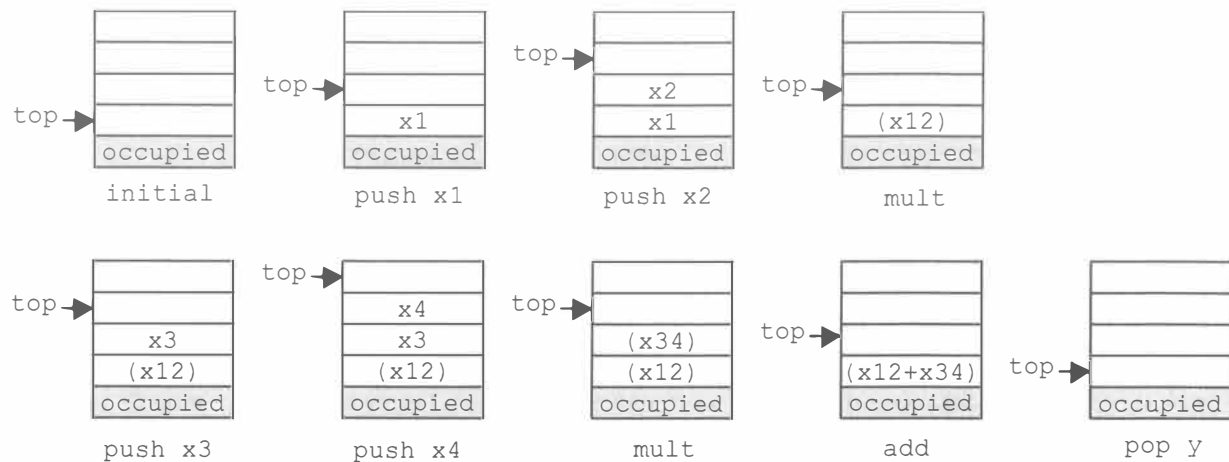 top
occupied
initial
top
x1
occupied
push x1
top
x2
x1
occupied
push x2
top
(x12)
occupied
mult
top
x3
(x12)
occupied
push x3
top
x4
x3
(x12)
occupied
push x4
top
(x34)
(x12)
occupied
mult
top
(x12+x34)
occupied
add
top
occupied
pop y